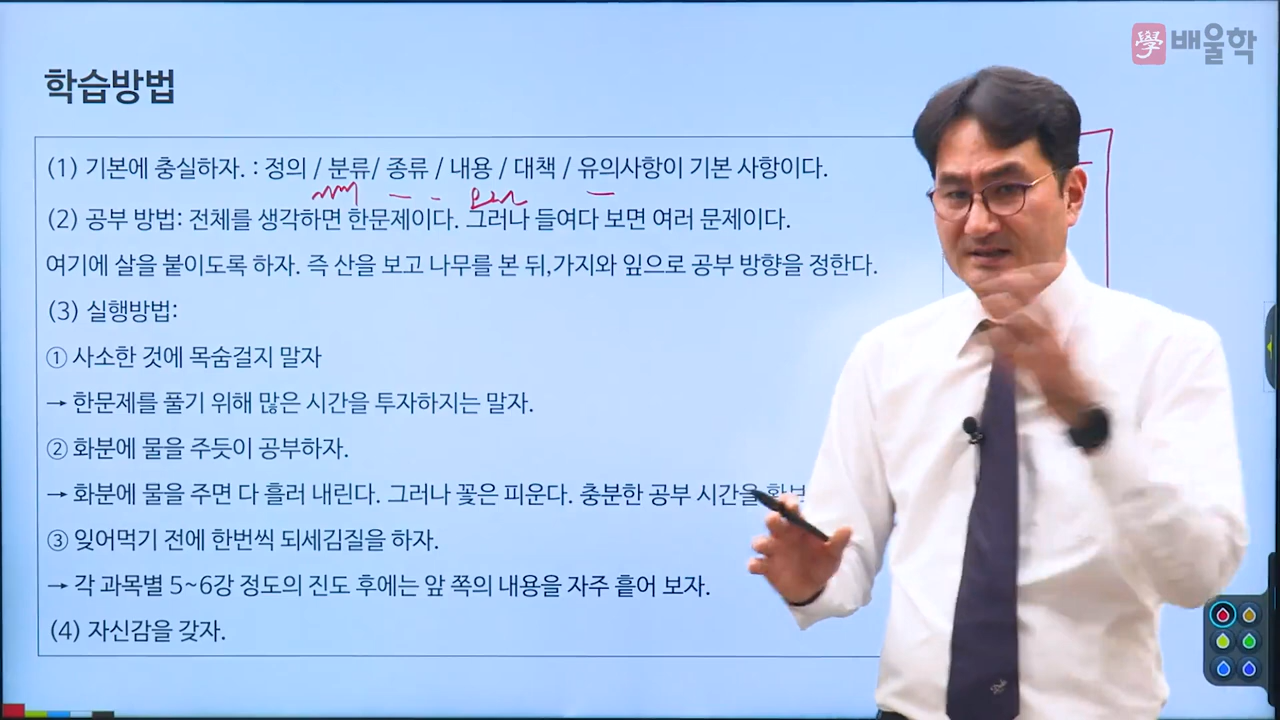 學 배울학
학습방법
(1) 기본에 충실하자. : 정의 / 분류/ 종류 / 내용 / 대책 / 유의사항이 기본 사항이다.
(2) 공부 방법: 전체를 생각하면 한문제이다. 그러나 들여다 보면 여러 문제이다.
여기에 살을 붙이도록 하자. 즉 산을 보고 나무를 본 뒤,가지와 잎으로 공부 방향을 정한다.
(3) 실행방법:
① 사소한 것에 목숨걸지 말자
→ 한문제를 풀기 위해 많은 시간을 투자하지는 말자.
② 화분에 물을 주듯이 공부하자.
→ 화분에 물을 주면 다 흘러 내린다. 그러나 꽃은 피운다. 충분한 공부 시간을
③ 잊어먹기 전에 한번씩 되세김질을 하자.
→ 각 과목별 5~6강 정도의 진도 후에는 앞 쪽의 내용을 자주 흩어 보자.
(4) 자신감을 갖자.